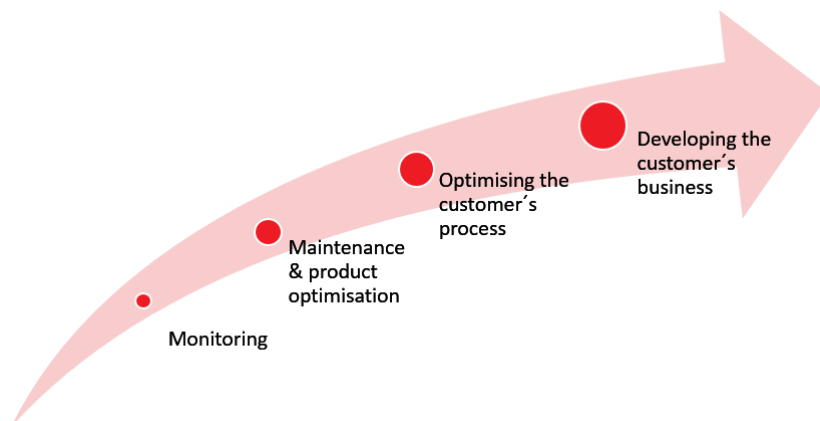 Monitoring
Maintenance
& product
optimisation
Optimising the
customer´s
process
Developing the
customer´s
business